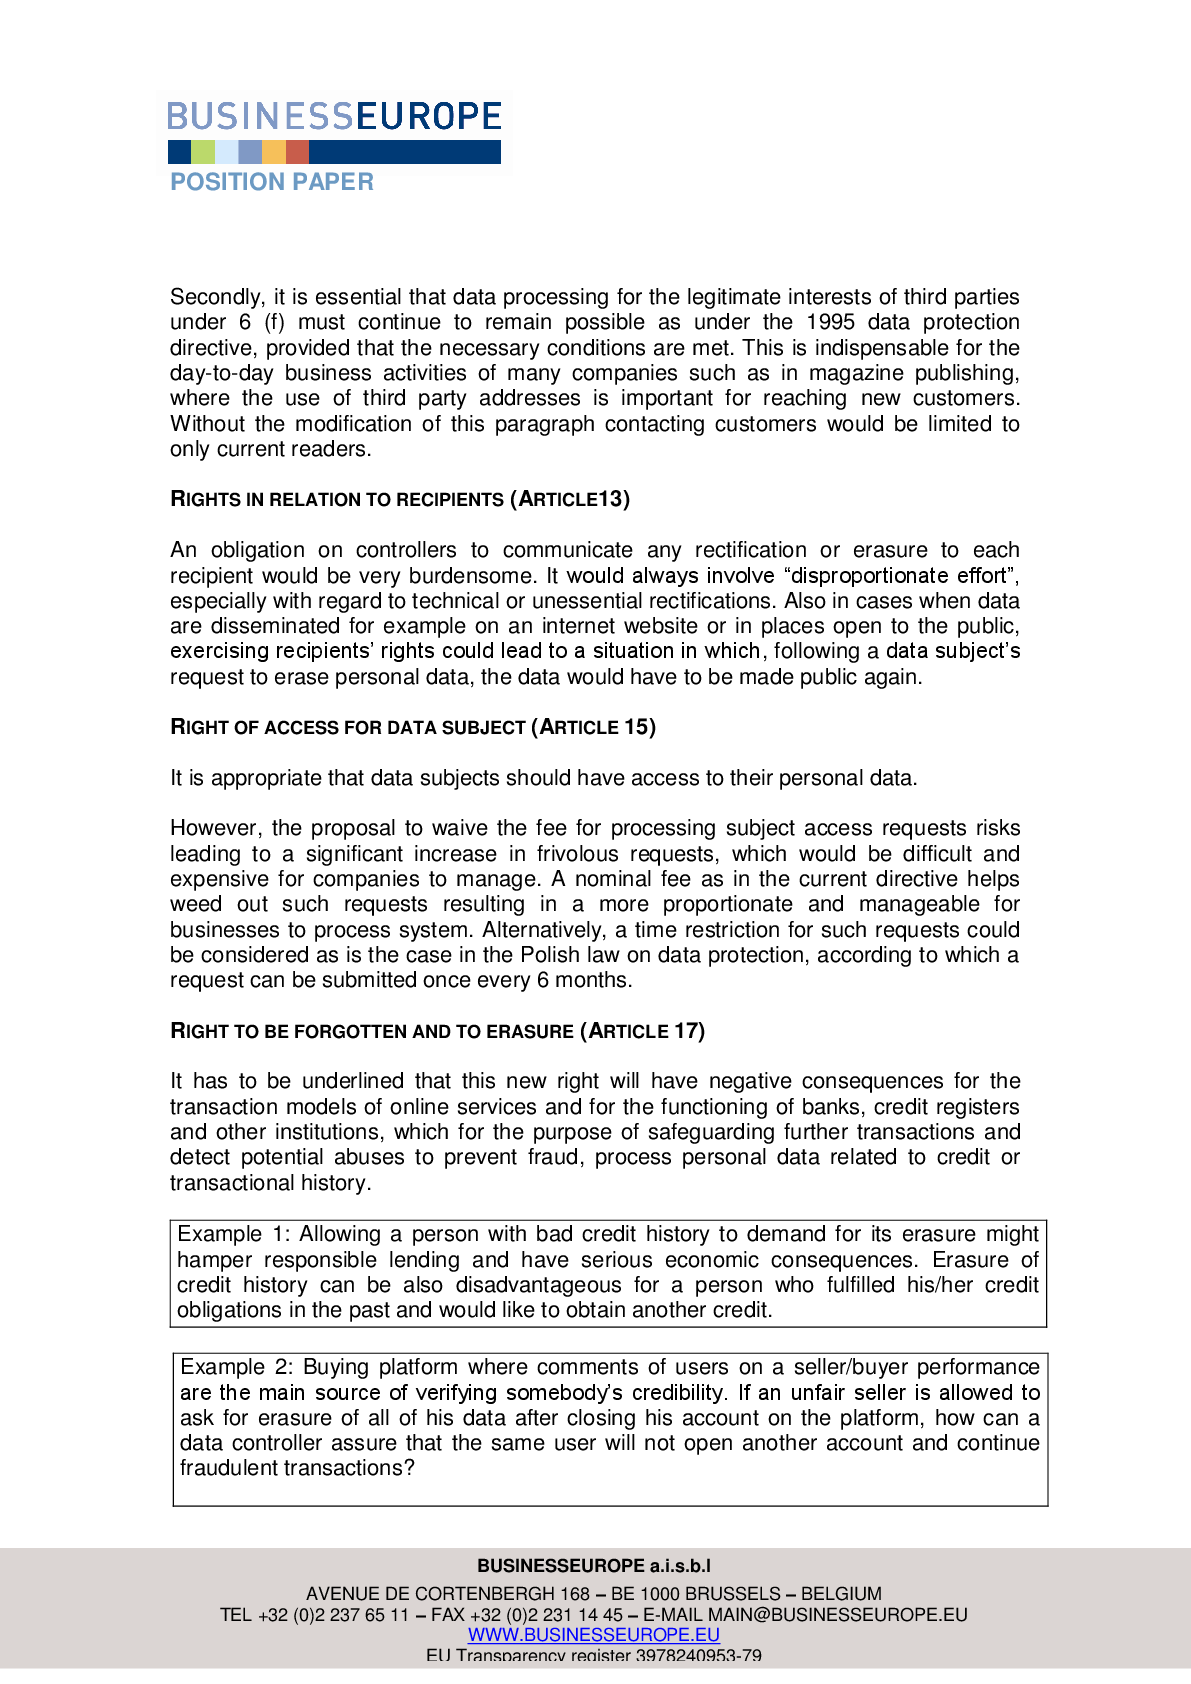 BUSINESSEUROPE
POSITION PAPER
Secondly, it is essential that data processing for the legitimate interests of third parties
under 6 (f) must continue to remain possible as under the 1995 data protection
directive, provided that the necessary conditions are met. This is indispensable for the
day-to-day business activities of many companies such as in magazine publishing,
where the use of third party addresses is important for reaching new customers.
Without the modification of this paragraph contacting customers would be limited to
only current readers.
RIGHTS IN RELATION TO RECIPIENTS (ARTICLE13)
An obligation on controllers to communicate any rectification or erasure to each
recipient would be very burdensome. It would always involve “disproportionate effort”,
especially with regard to technical or unessential rectifications. Also in cases when data
are disseminated for example on an internet website or in places open to the public,
exercising recipients’ rights could lead to a situation in which, following a data subject’s
request to erase personal data, the data would have to be made public again.
RIGHT OF ACCESS FOR DATA SUBJECT (ARTICLE 15)
It is appropriate that data subjects should have access to their personal data.
However, the proposal to waive the fee for processing subject access requests risks
leading to a significant increase in frivolous requests, which would be difficult and
expensive for companies to manage. A nominal fee as in the current directive helps
weed out such requests resulting in a more proportionate and manageable for
businesses to process system. Alternatively, a time restriction for such requests could
be considered as is the case in the Polish law on data protection, according to which a
request can be submitted once every 6 months.
RIGHT TO BE FORGOTTEN AND TO ERASURE (ARTICLE 17)
It has to be underlined that this new right will have negative consequences for the
transaction models of online services and for the functioning of banks, credit registers
and other institutions, which for the purpose of safeguarding further transactions and
detect potential abuses to prevent fraud, process personal data related to credit or
transactional history.
Example 1: Allowing a person with bad credit history to demand for its erasure might
hamper responsible lending and have serious economic consequences. Erasure of
credit history can be also disadvantageous for a person who fulfilled his/her credit
obligations in the past and would like to obtain another credit.
Example 2: Buying platform where comments of users on a seller/buyer performance
are the main source of verifying somebody’s credibility. If an unfair seller is allowed to
ask for erasure of all of his data after closing his account on the platform, how can a
data controller assure that the same user will not open another account and continue
fraudulent transactions?
BUSINESSEUROPE a.i.s.b.l
AVENUE DE CORTENBERGH 168 – BE 1000 BRUSSELS – BELGIUM
TEL +32 (0)2 237 65 11 – FAX +32 (0)2 231 14 45 – E-MAIL MAIN@BUSINESSEUROPE.EU
WWW.BUSINESSEUROPE.EU
EU Transparency register 3978240953-79